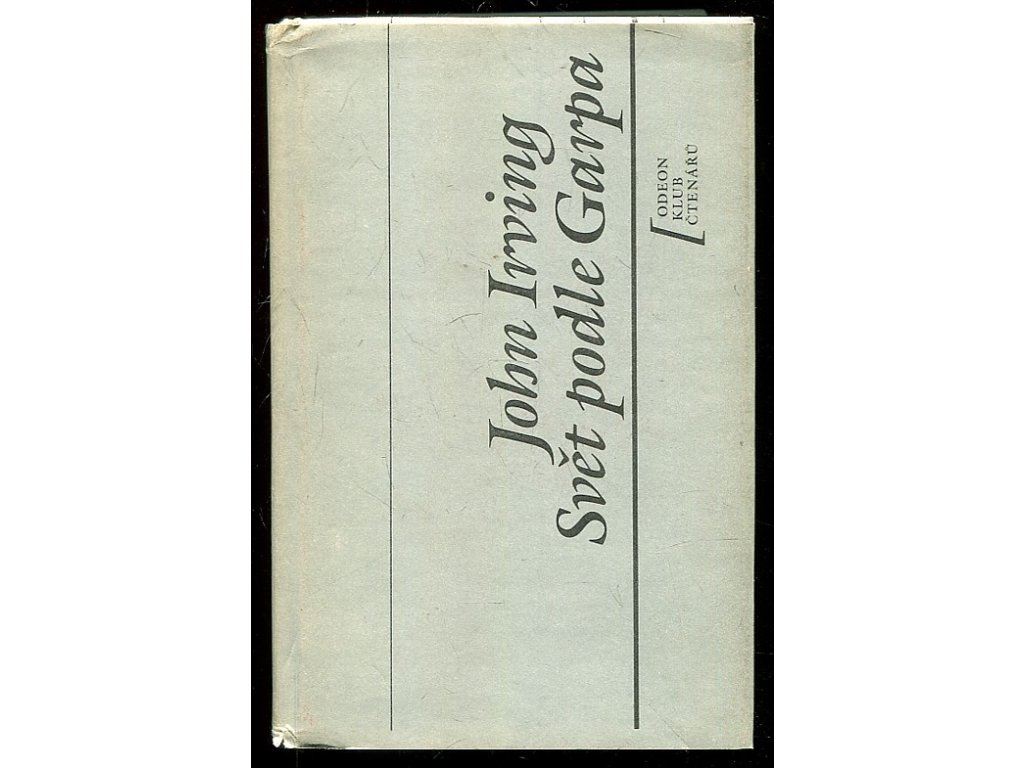 John Irving
Svět podle Garpa
ODEON
KLUB
ČTENÁŘŮ